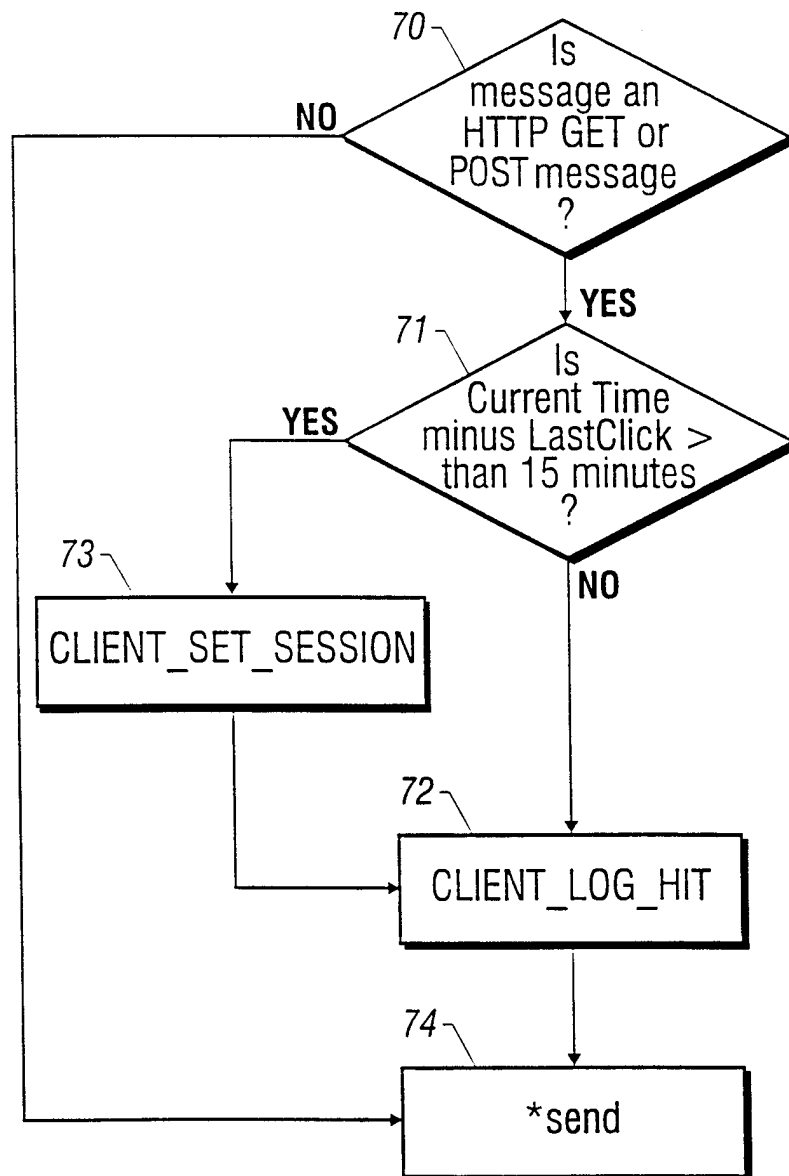 70
Is
message an
HTTP GET or
POST message
?
NO
YES
71
Is
Current Time
minus LastClick >
than 15 minutes
?
YES
NO
73
CLIENT_SET_SESSION
72
CLIENT_LOG_HIT
74
*send